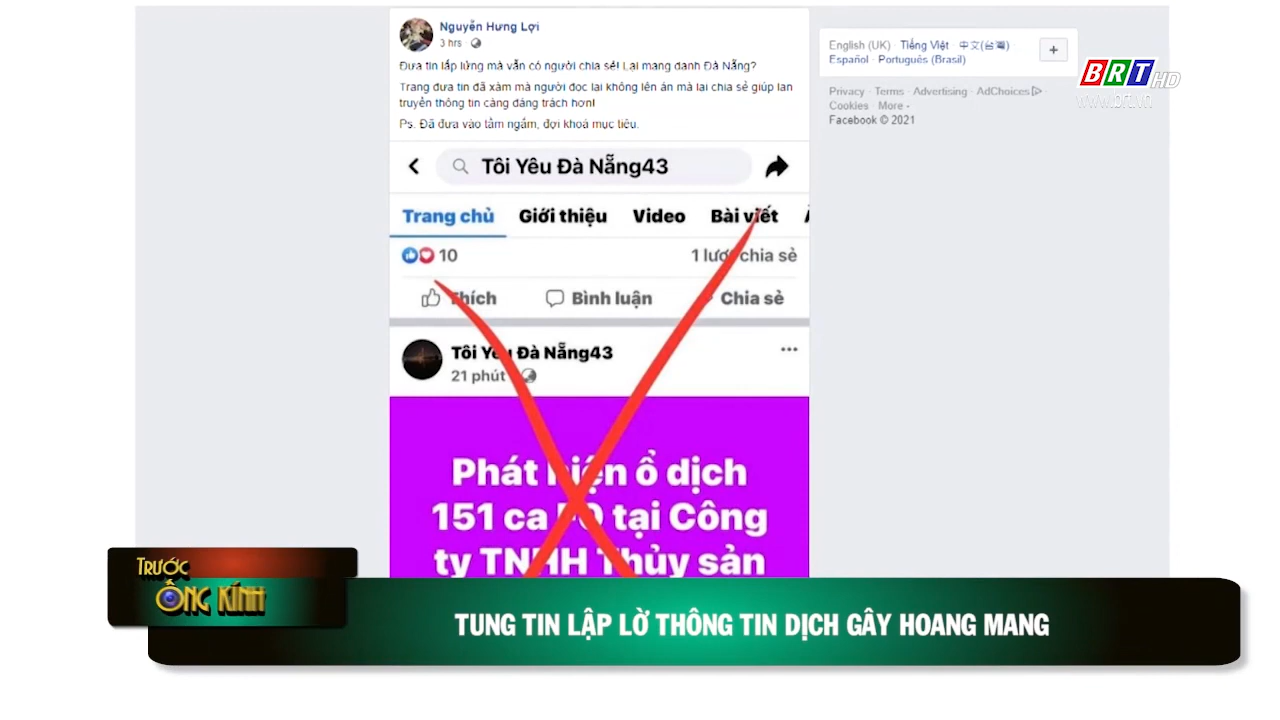 Nguyễn Hưng Lợi
3 hrs
Đưa tin lấp lửng mà vẫn có người chia sẻ! Lại mang danh Đà Nẵng?
Trang đưa tin đã xàm mà người đọc lại không lên án mà lại chia sẻ giúp lan
truyền thông tin càng đáng trách hơn!
Ps. Đã đưa vào tầm ngắm, đợi khoá mục tiêu.
English (UK) · Tiếng Việt · 中文(台灣)
Español · Português (Brasil)
+
Privacy · Terms · Advertising · AdChoices
Cookies · More
Facebook © 2021
BRT HD
www.brt.vn
Tôi Yêu Đà Nẵng43
Trang chủ Giới thiệu Video Bài viết
10 1 lượt chia sẻ
Thích Bình luận Chia sẻ
Tôi Yêu Đà Nẵng43
21 phút
Phát hiện ổ dịch
151 ca F0 tại Công
ty TNHH Thủy sản
TRƯỚC
ỐNG KÍNH
TUNG TIN LẬP LỜ THÔNG TIN DỊCH GÂY HOANG MANG